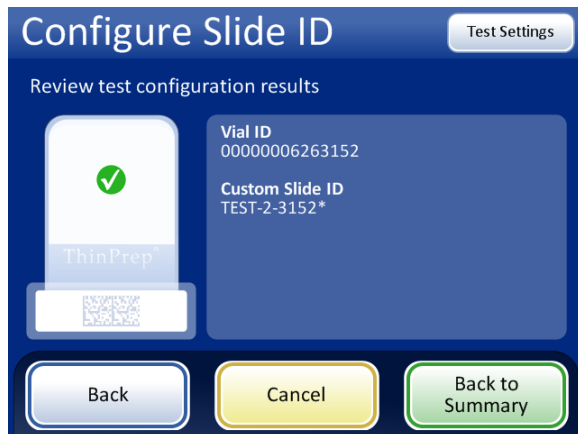 Configure Slide ID
Test Settings
Review test configuration results
Vial ID
00000006263152
Custom Slide ID
TEST-2-3152*
ThinPrep®
Back
Cancel
Back to
Summary